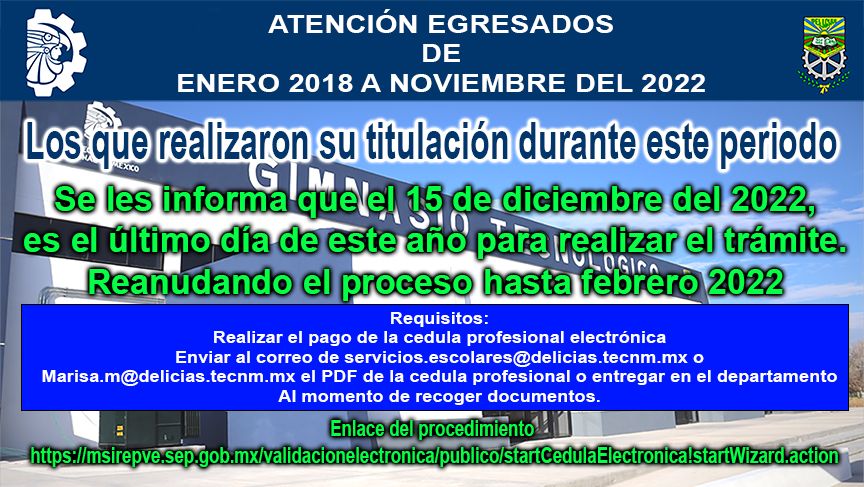 ATENCIÓN EGRESADOS
DE
ENERO 2018 A NOVIEMBRE DEL 2022
DELICIAS
Los que realizaron su titulación durante este periodo
GIMNASIO TECNOLÓGICO
Se les informa que el 15 de diciembre del 2022,
es el último día de este año para realizar el trámite.
Reanudando el proceso hasta febrero 2022
Requisitos:
Realizar el pago de la cedula profesional electrónica
Enviar al correo de servicios.escolares@delicias.tecnm.mx o
Marisa.m@delicias.tecnm.mx el PDF de la cedula profesional o entregar en el departamento
Al momento de recoger documentos.
Enlace del procedimiento
https://msirepve.sep.gob.mx/validacionelectronica/publico/startCedulaElectronica!startWizard.action